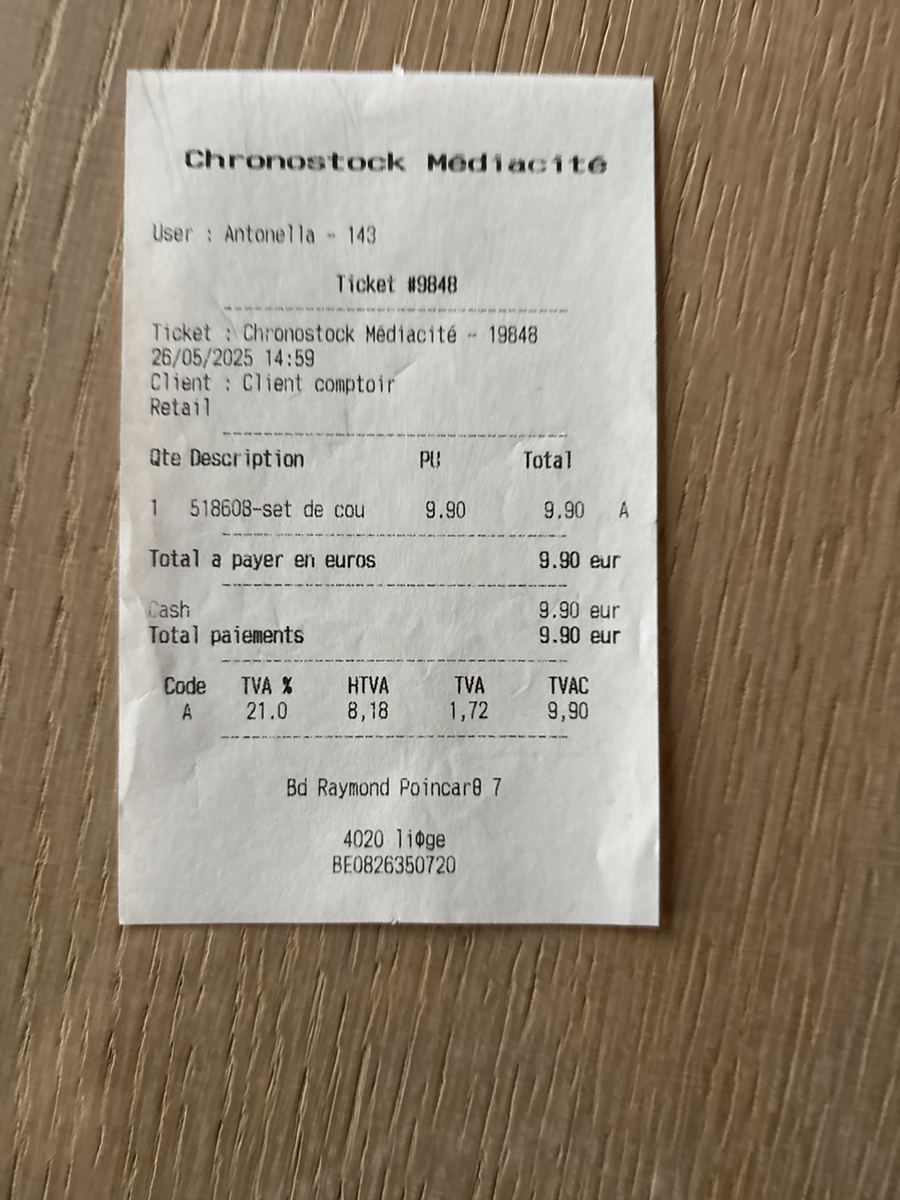 Chronostock Médiacité
User : Antonella - 143
Ticket #9848
Ticket : Chronostock Médiacité - 19848
26/05/2025 14:59
Client : Client comptoir
Retail
Qte Description PU Total
1 518608-set de cou 9.90 9.90 A
Total a payer en euros 9.90 eur
Cash 9.90 eur
Total paiements 9.90 eur
Code TVA % HTVA TVA TVAC
A 21.0 8,18 1,72 9,90
Bd Raymond Poincarθ 7
4020 liΦge
BE0826350720